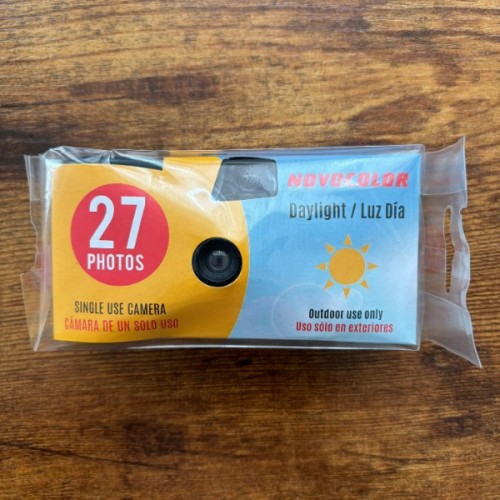 27
PHOTOS
SINGLE USE CAMERA
CÁMARA DE UN SOLO USO
NOVOCOLOR
Daylight / Luz Día
Outdoor use only
Uso sólo en exteriores